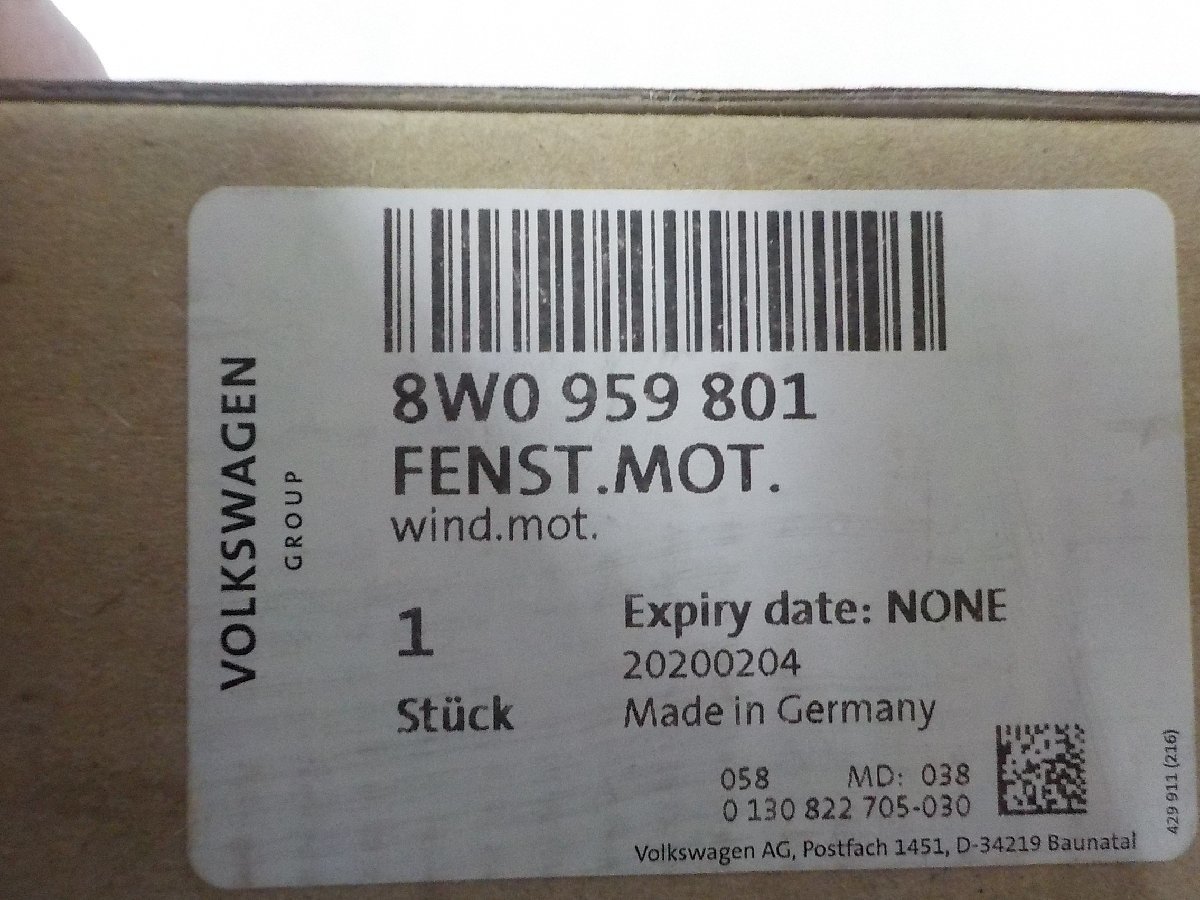 VOLKSWAGEN
GROUP
8W0 959 801
FENST.MOT.
wind.mot.
1
Stück
Expiry date: NONE
20200204
Made in Germany
058 MD: 038
0 130 822 705-030
Volkswagen AG, Postfach 1451, D-34219 Baunatal
429 911 (216)